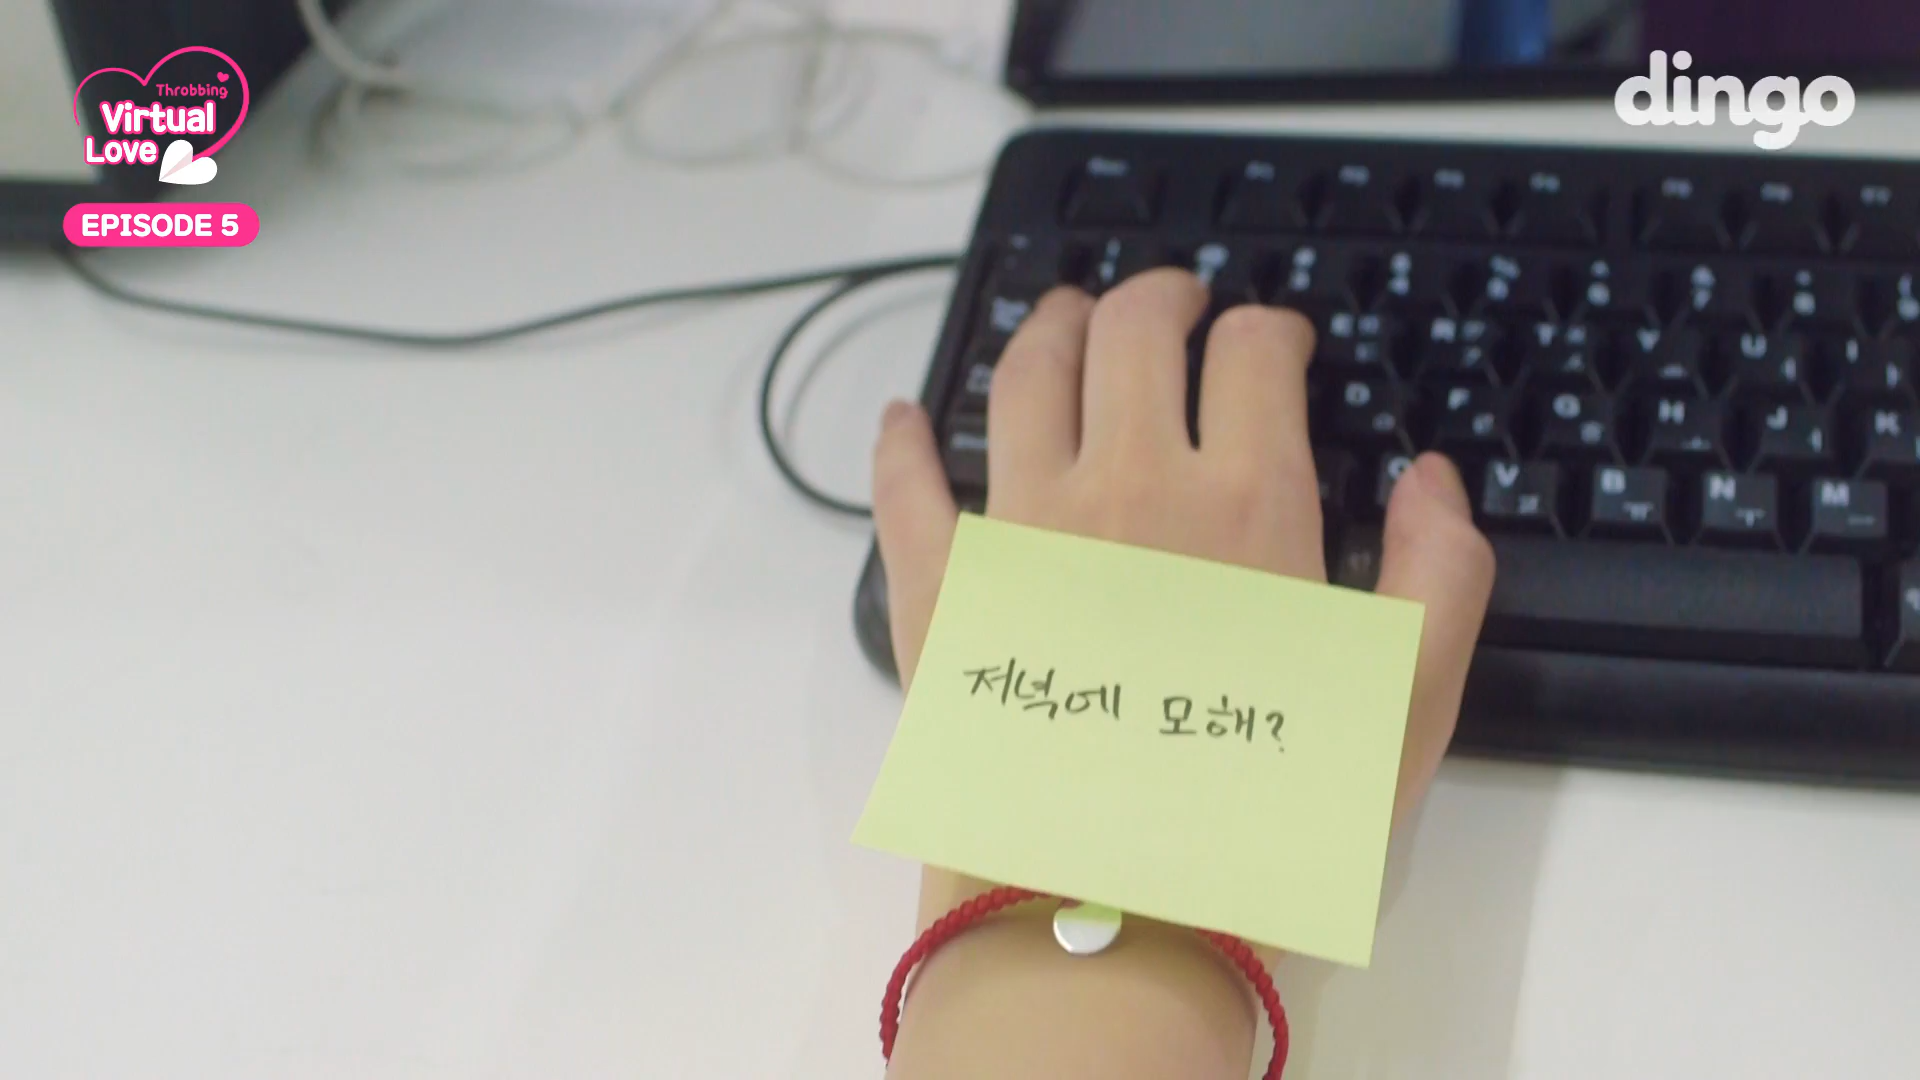 Throbbing
Virtual
Love
EPISODE 5
dingo
저녁에 모해?
E R T Y U I
D F G H J K
C V B N M